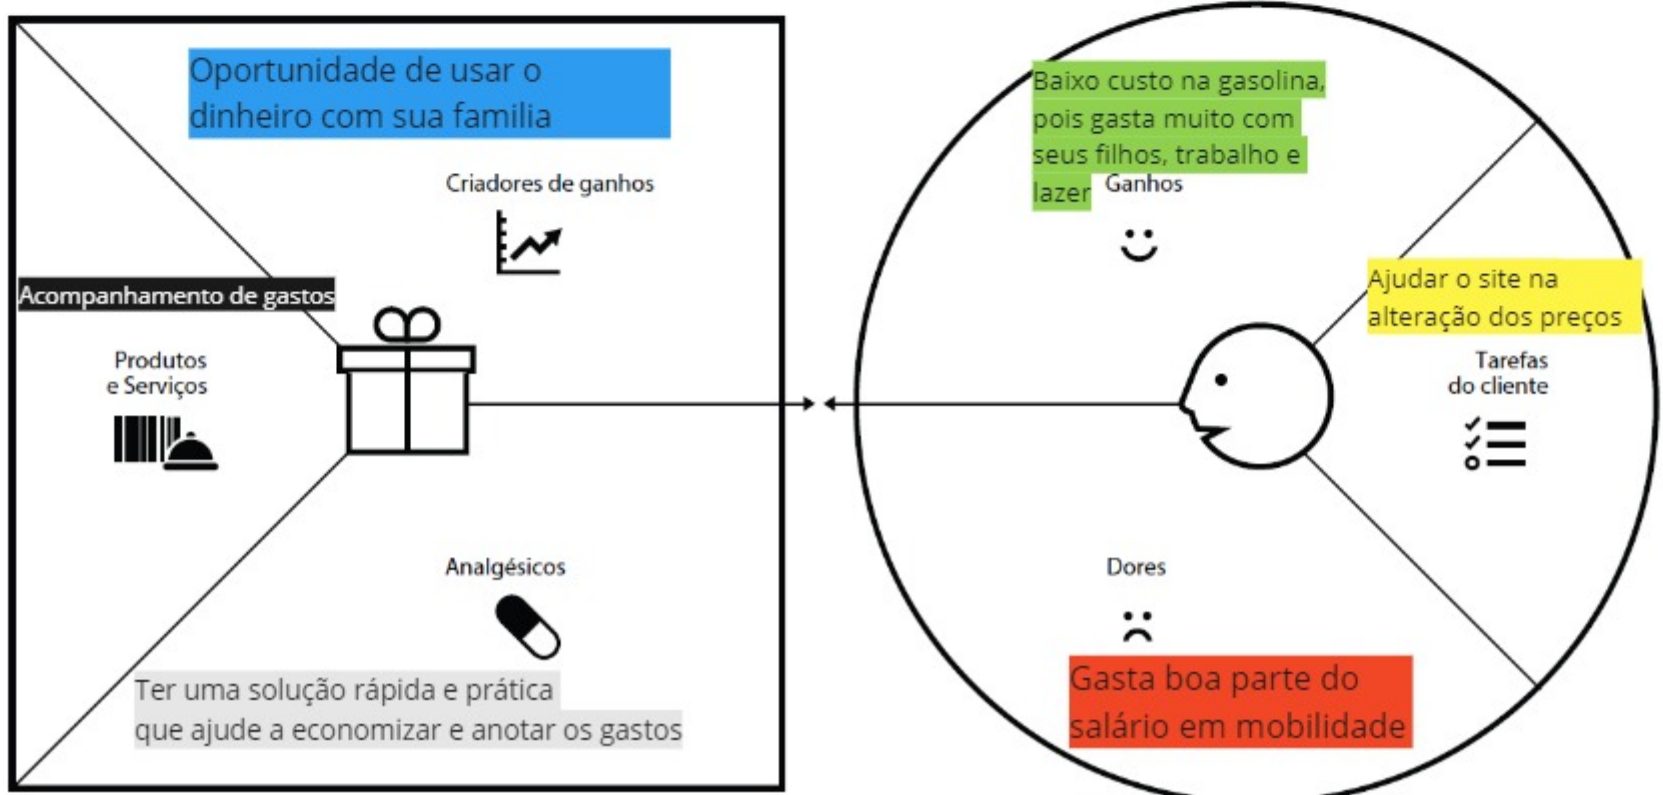 Oportunidade de usar o
dinheiro com sua familia
Criadores de ganhos
Acompanhamento de gastos
Produtos
e Serviços
Analgésicos
Ter uma solução rápida e prática
que ajude a economizar e anotar os gastos
Baixo custo na gasolina,
pois gasta muito com
seus filhos, trabalho e
lazer
Ganhos
Ajudar o site na
alteração dos preços
Tarefas
do cliente
Dores
Gasta boa parte do
salário em mobilidade